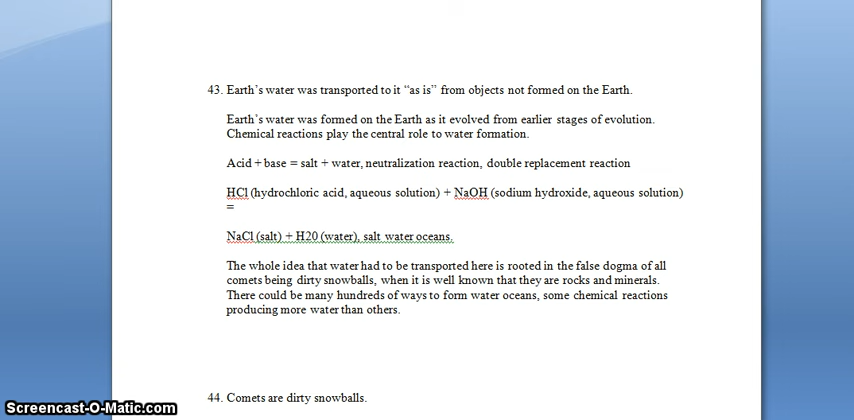 43. Earth's water was transported to it “as is” from objects not formed on the Earth.
Earth's water was formed on the Earth as it evolved from earlier stages of evolution.
Chemical reactions play the central role to water formation.
Acid + base = salt + water, neutralization reaction, double replacement reaction
HCl (hydrochloric acid, aqueous solution) + NaOH (sodium hydroxide, aqueous solution)
=
NaCl (salt) + H20 (water), salt water oceans.
The whole idea that water had to be transported here is rooted in the false dogma of all
comets being dirty snowballs, when it is well known that they are rocks and minerals.
There could be many hundreds of ways to form water oceans, some chemical reactions
producing more water than others.
44. Comets are dirty snowballs.
Screencast-O-Matic.com